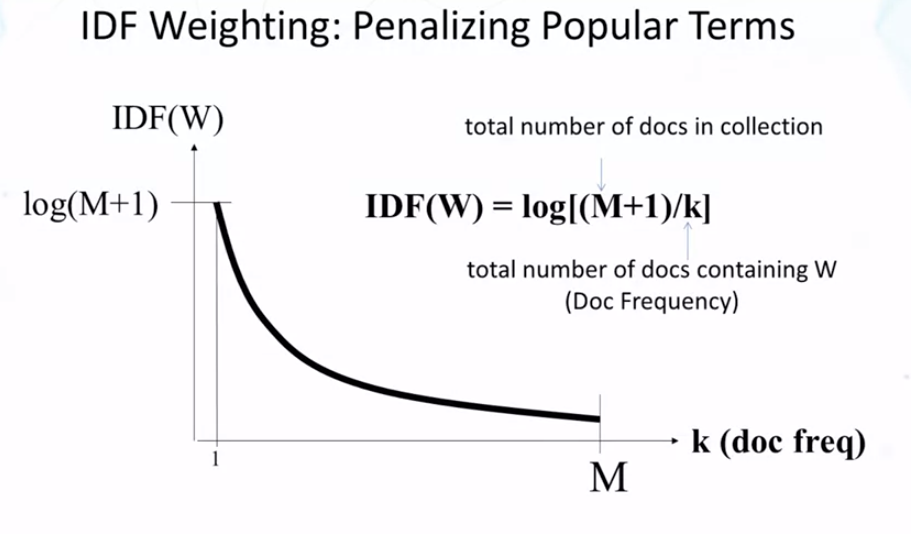 IDF Weighting: Penalizing Popular Terms
IDF(W)
total number of docs in collection
log(M+1)
IDF(W) = log[(M+1)/k]
total number of docs containing W
(Doc Frequency)
k (doc freq)
1
M